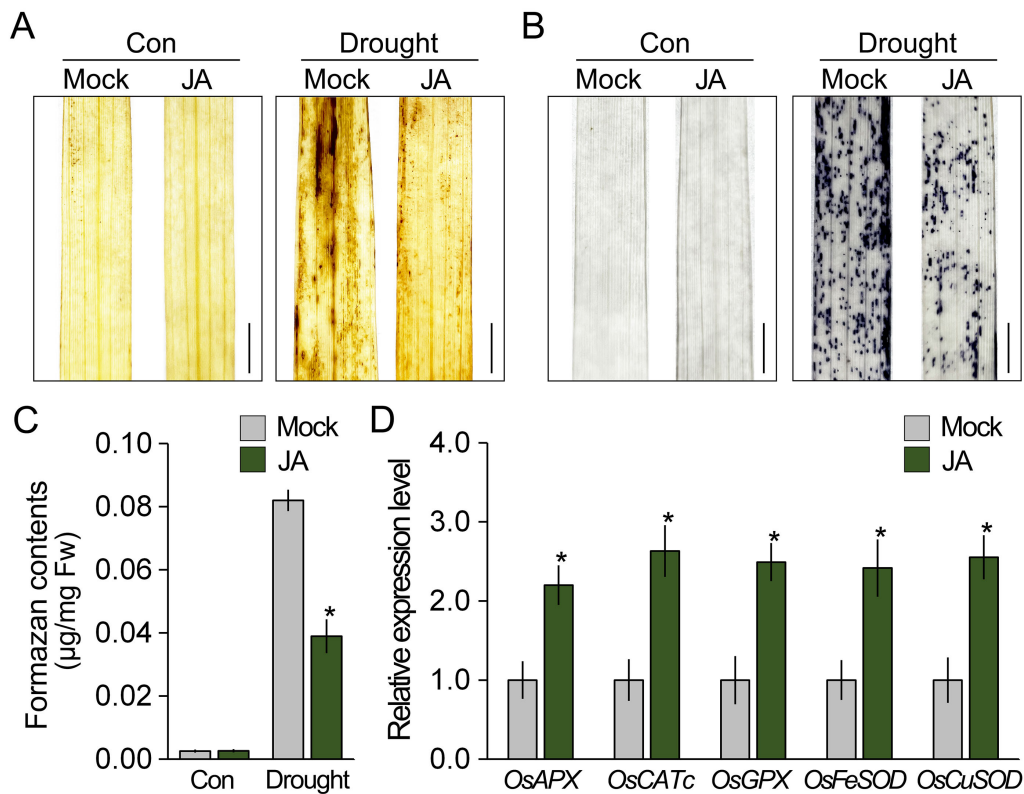 A
Con
Drought
Mock JA
Mock JA
B
Con
Drought
Mock JA
Mock JA
C
Mock
JA
Formazan contents
(µg/mg Fw)
0.10
0.08
0.06
0.04
0.02
0.00
*
Con Drought
D
Mock
JA
Relative expression level
4.0
3.0
2.0
1.0
0.0
* * * * *
OsAPX OsCATc OsGPX OsFeSOD OsCuSOD